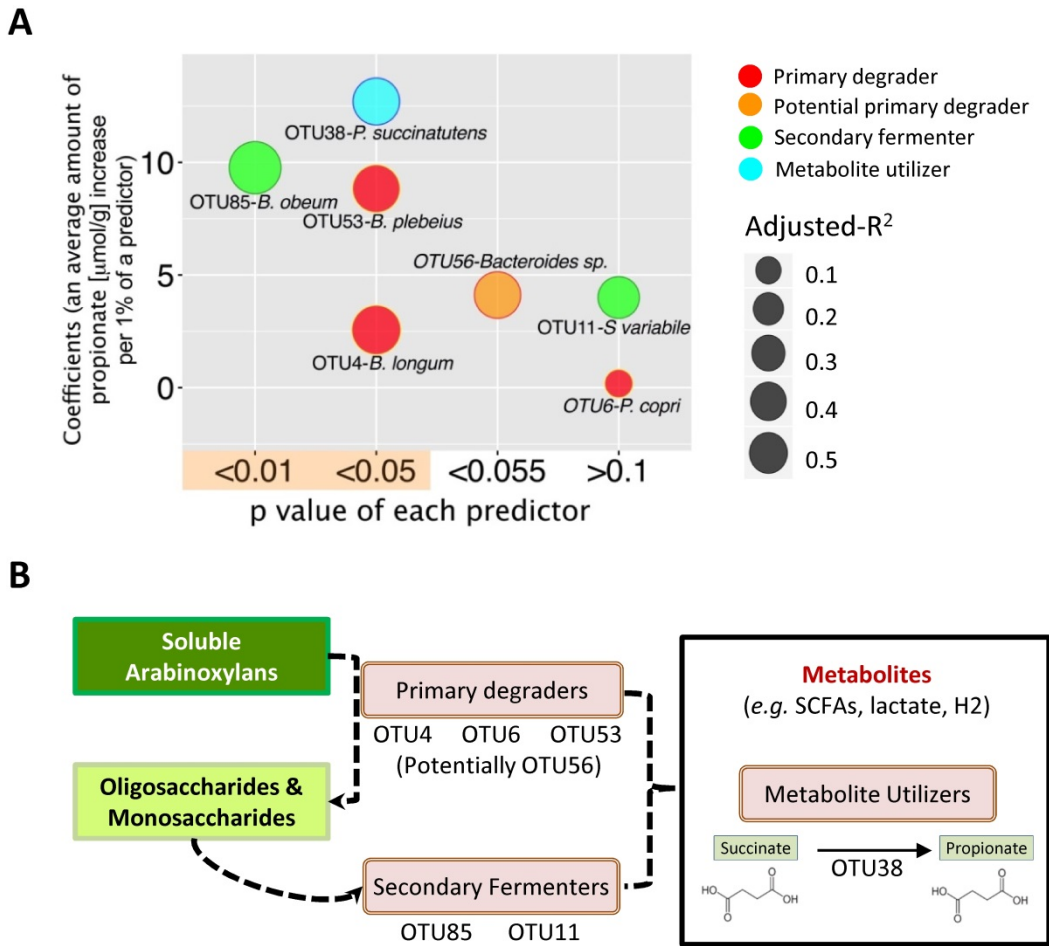 A
Coefficients (an average amount of
propionate [μmol/g] increase
per 1% of a predictor)
10
5
0
OTU38-P. succinatutens
OTU85-B. obeum
OTU53-B. plebeius
OTU56-Bacteroides sp.
OTU11-S variabile
OTU4-B. longum
OTU6-P. copri
<0.01 <0.05 <0.055 >0.1
p value of each predictor
Primary degrader
Potential primary degrader
Secondary fermenter
Metabolite utilizer
Adjusted-R²
0.1
0.2
0.3
0.4
0.5
B
Soluble
Arabinoxylans
Oligosaccharides &
Monosaccharides
Primary degraders
OTU4 OTU6 OTU53
(Potentially OTU56)
Secondary Fermenters
OTU85 OTU11
Metabolites
(e.g. SCFAs, lactate, H2)
Metabolite Utilizers
Succinate
OTU38
Propionate
HO
O
O
OH
HO
O
O
OH